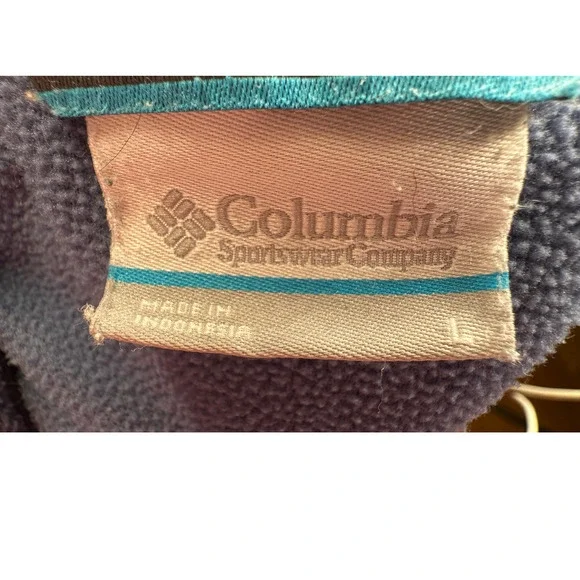 Columbia
Sportswear Company
MADE IN
INDONESIA
L